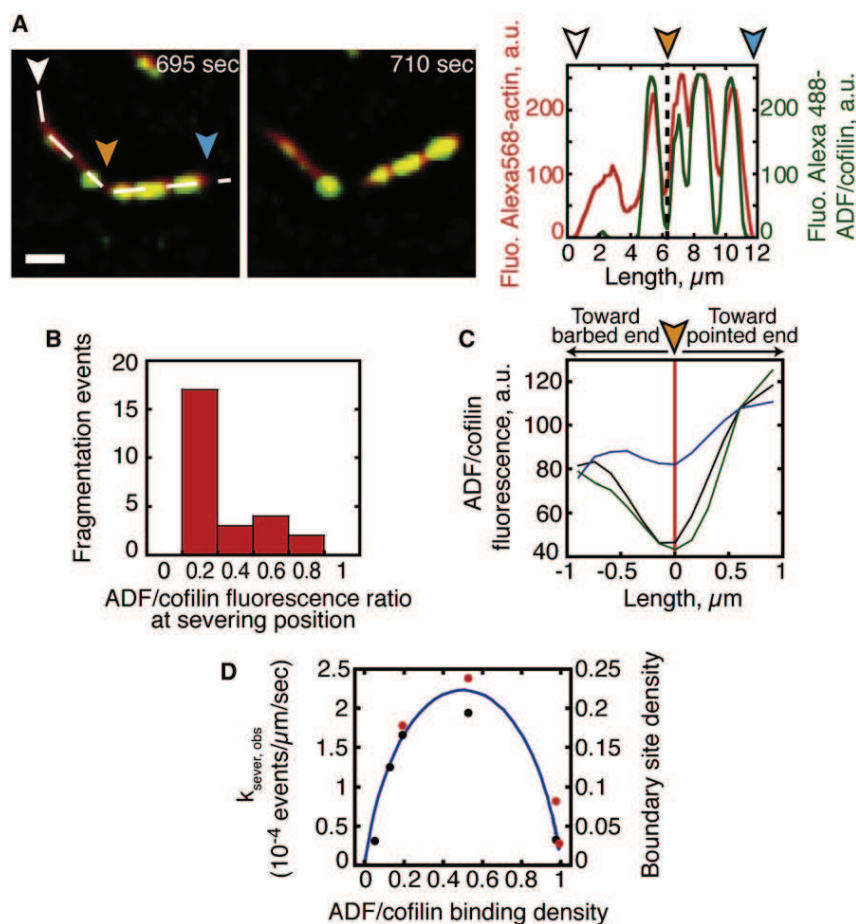 A
695 sec
710 sec
Fluo. Alexa568-actin, a.u.
200
100
0
200
100
0
0 2 4 6 8 10 12
Length, µm
Fluo. Alexa 488-
ADF/cofilin, a.u.
B
Fragmentation events
20
15
10
5
0
0 0.2 0.4 0.6 0.8 1
ADF/cofilin fluorescence ratio
at severing position
C
Toward
barbed end
Toward
pointed end
ADF/cofilin
fluorescence, a.u.
120
100
80
60
40
-1 -0.5 0 0.5 1
Length, µm
D
k sever, obs
(10⁻⁴ events/µm/sec)
2.5
2
1.5
1
0.5
0
0.25
0.2
0.15
0.1
0.05
0
Boundary site density
0 0.2 0.4 0.6 0.8 1
ADF/cofilin binding density